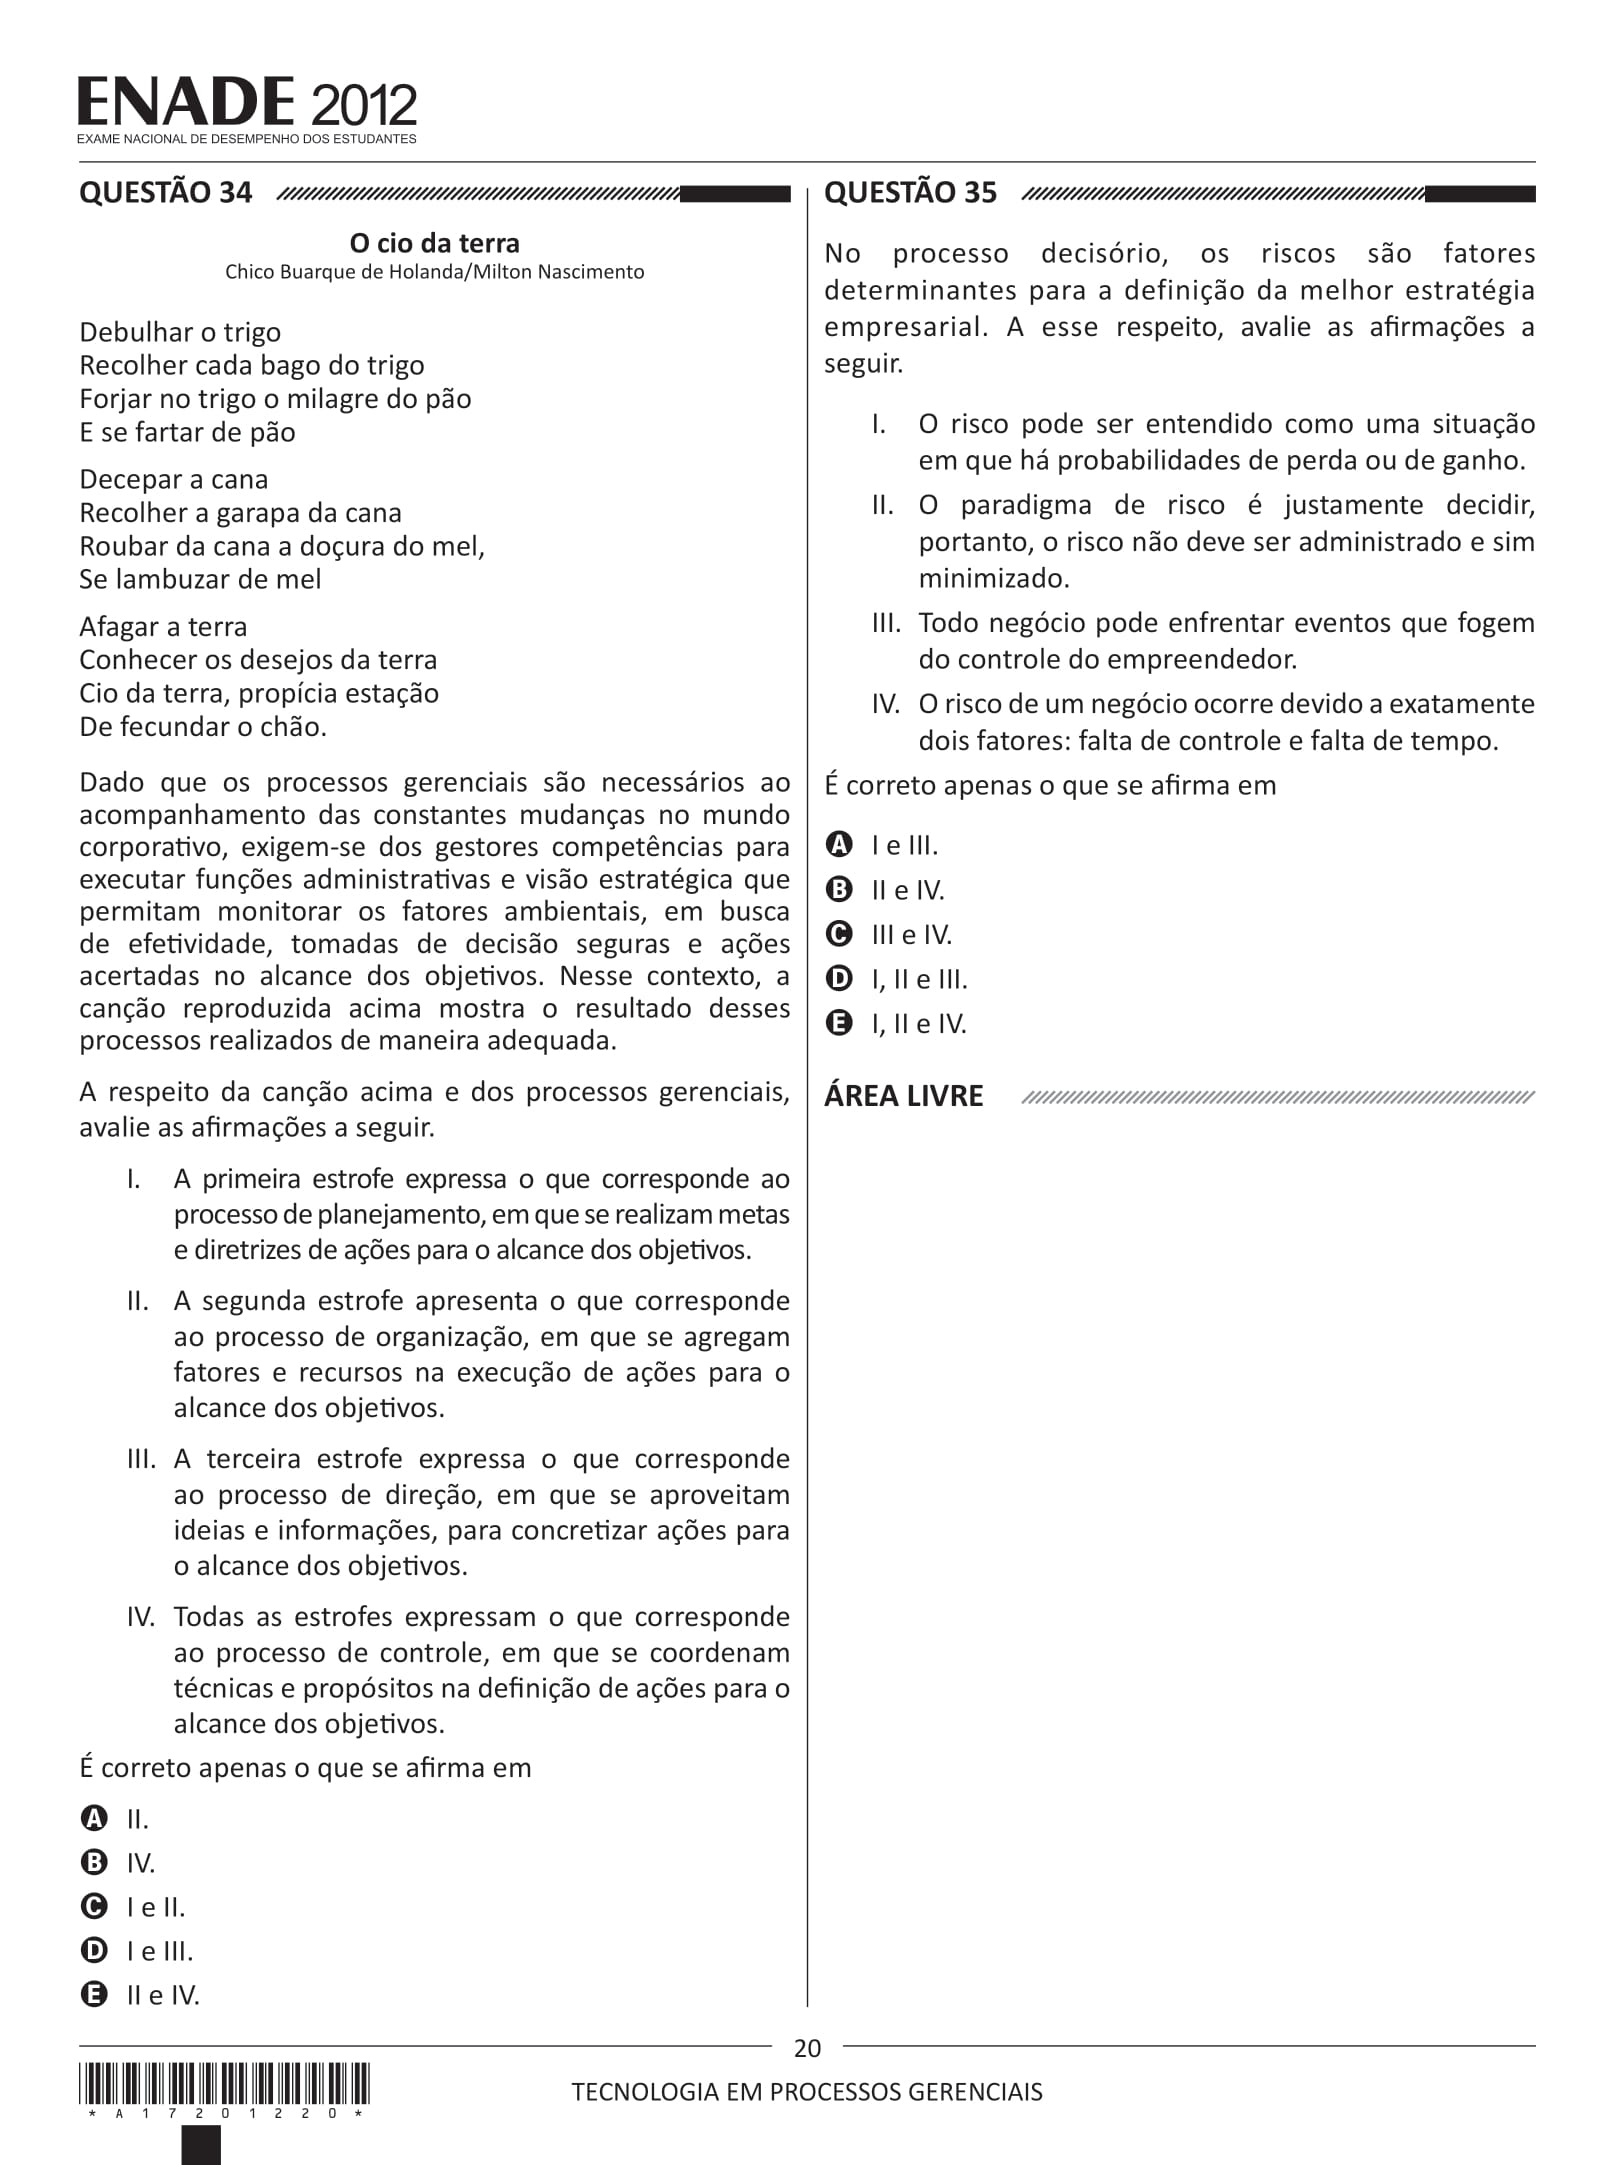 ENADE 2012
EXAME NACIONAL DE DESEMPENHO DOS ESTUDANTES
QUESTÃO 34
O cio da terra
Chico Buarque de Holanda/Milton Nascimento
Debulhar o trigo
Recolher cada bago do trigo
Forjar no trigo o milagre do pão
E se fartar de pão
Decepar a cana
Recolher a garapa da cana
Roubar da cana a doçura do mel,
Se lambuzar de mel
Afagar a terra
Conhecer os desejos da terra
Cio da terra, propícia estação
De fecundar o chão.
Dado que os processos gerenciais são necessários ao
acompanhamento das constantes mudanças no mundo
corporativo, exigem-se dos gestores competências para
executar funções administrativas e visão estratégica que
permitam monitorar os fatores ambientais, em busca
de efetividade, tomadas de decisão seguras e ações
acertadas no alcance dos objetivos. Nesse contexto, a
canção reproduzida acima mostra o resultado desses
processos realizados de maneira adequada.
A respeito da canção acima e dos processos gerenciais,
avalie as afirmações a seguir.
I. A primeira estrofe expressa o que corresponde ao
processo de planejamento, em que se realizam metas
e diretrizes de ações para o alcance dos objetivos.
II. A segunda estrofe apresenta o que corresponde
ao processo de organização, em que se agregam
fatores e recursos na execução de ações para o
alcance dos objetivos.
III. A terceira estrofe expressa o que corresponde
ao processo de direção, em que se aproveitam
ideias e informações, para concretizar ações para
o alcance dos objetivos.
IV. Todas as estrofes expressam o que corresponde
ao processo de controle, em que se coordenam
técnicas e propósitos na definição de ações para o
alcance dos objetivos.
É correto apenas o que se afirma em
A II.
B IV.
C I e II.
D I e III.
E II e IV.
QUESTÃO 35
No processo decisório, os riscos são fatores
determinantes para a definição da melhor estratégia
empresarial. A esse respeito, avalie as afirmações a
seguir.
I. O risco pode ser entendido como uma situação
em que há probabilidades de perda ou de ganho.
II. O paradigma de risco é justamente decidir,
portanto, o risco não deve ser administrado e sim
minimizado.
III. Todo negócio pode enfrentar eventos que fogem
do controle do empreendedor.
IV. O risco de um negócio ocorre devido a exatamente
dois fatores: falta de controle e falta de tempo.
É correto apenas o que se afirma em
A I e III.
B II e IV.
C III e IV.
D I, II e III.
E I, II e IV.
ÁREA LIVRE
20
TECNOLOGIA EM PROCESSOS GERENCIAIS
* A 1 7 2 0 1 2 2 0 *